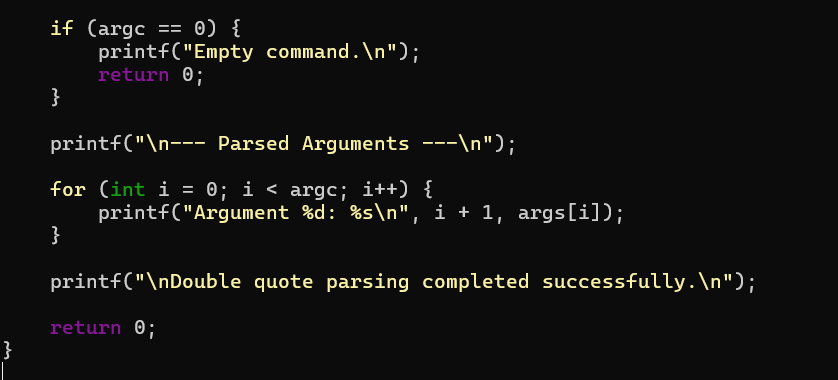 if (argc == 0) {
printf("Empty command.\n");
return 0;
}
printf("\n--- Parsed Arguments ---\n");
for (int i = 0; i < argc; i++) {
printf("Argument %d: %s\n", i + 1, args[i]);
}
printf("\nDouble quote parsing completed successfully.\n");
return 0;
}